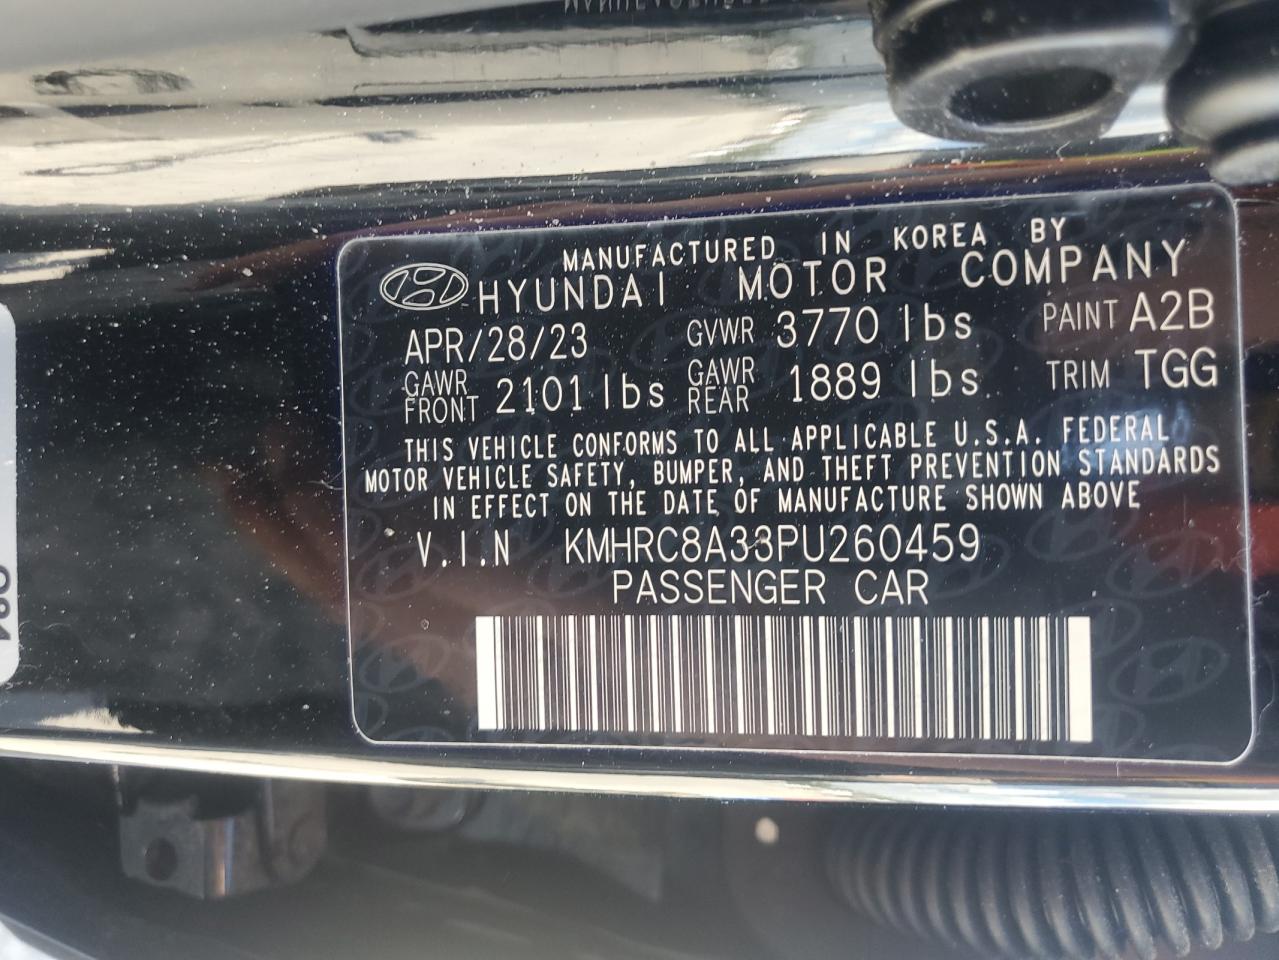 MANUFACTURED IN KOREA BY
HYUNDAI MOTOR COMPANY
APR/28/23 GVWR 3770 lbs PAINT A2B
GAWR FRONT 2101 lbs GAWR REAR 1889 lbs TRIM TGG
THIS VEHICLE CONFORMS TO ALL APPLICABLE U.S.A. FEDERAL
MOTOR VEHICLE SAFETY, BUMPER, AND THEFT PREVENTION STANDARDS
IN EFFECT ON THE DATE OF MANUFACTURE SHOWN ABOVE
V.I.N KMHRC8A33PU260459
PASSENGER CAR